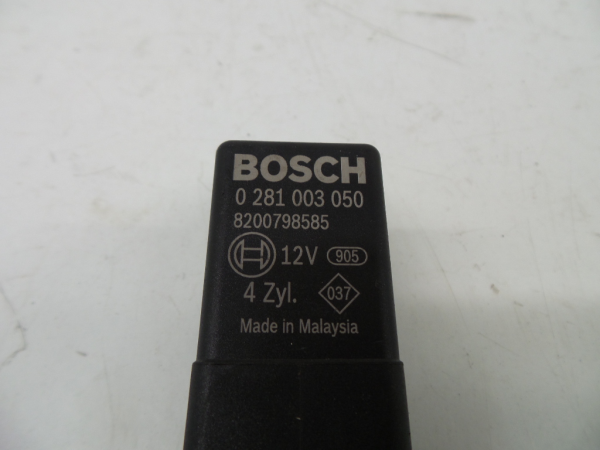 BOSCH
0 281 003 050
8200798585
12V 905
4 Zyl. 037
Made in Malaysia